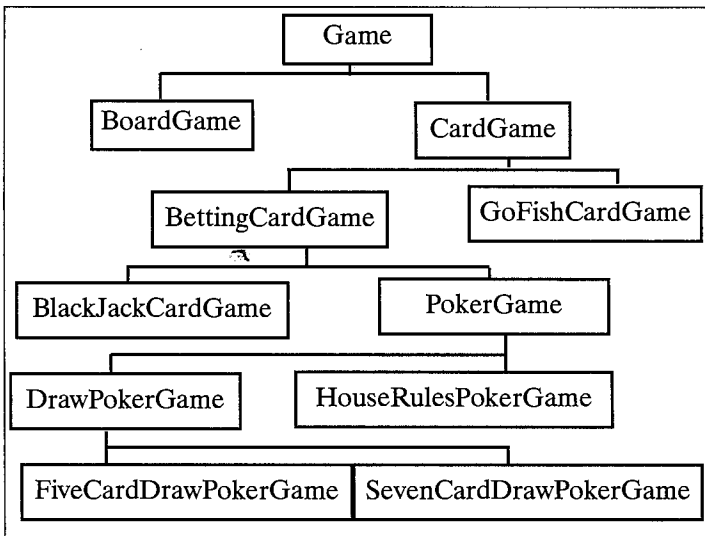 Game
BoardGame
CardGame
BettingCardGame
GoFishCardGame
BlackJackCardGame
PokerGame
DrawPokerGame
HouseRulesPokerGame
FiveCardDrawPokerGame
SevenCardDrawPokerGame